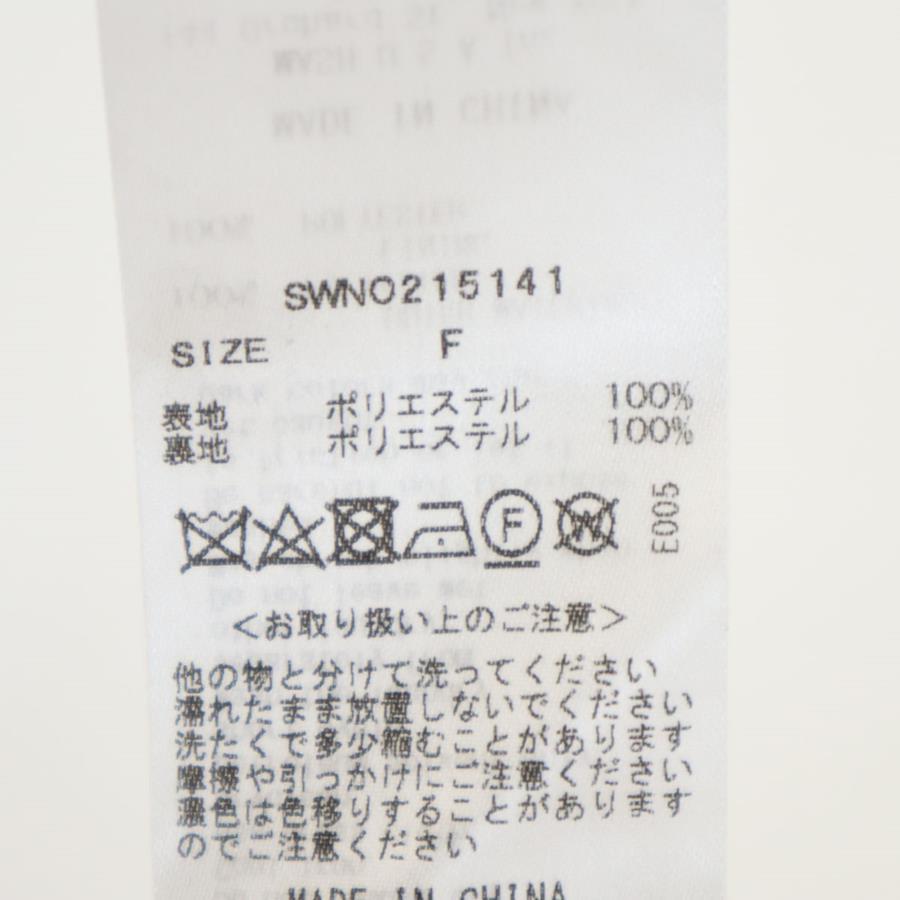 SWNO215141
SIZE F
表地 ポリエステル 100%
裏地 ポリエステル 100%
F W E005
<お取り扱い上のご注意>
他の物と分けて洗ってください
濡れたまま放置しないでください
洗たくで多少縮むことがあります
摩擦や引っかけにご注意ください
濃色は色移りすることがあります
のでご注意ください
MADE IN CHINA